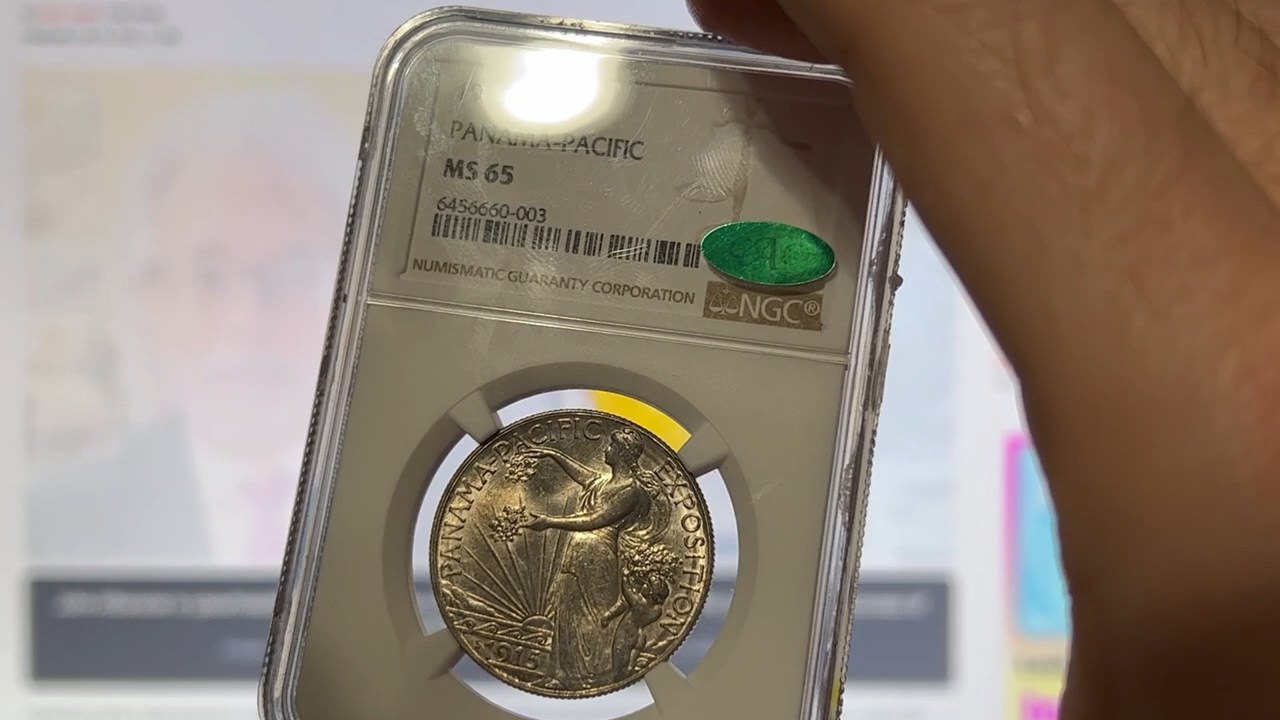 PANAMA-PACIFIC
MS 65
6456660-003
NUMISMATIC GUARANTY CORPORATION
NGC®
PANAMA-PACIFIC EXPOSITION
1915